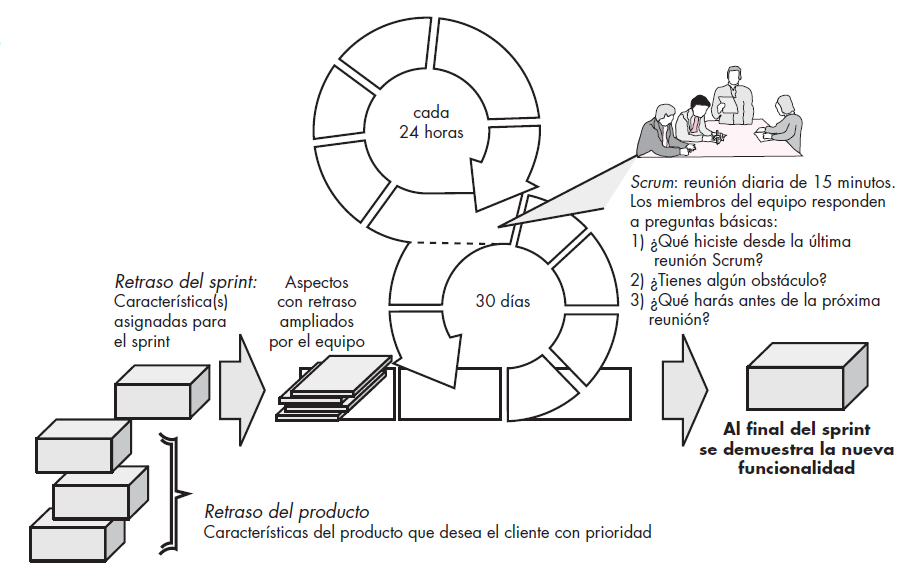 cada
24 horas
Scrum: reunión diaria de 15 minutos.
Los miembros del equipo responden
a preguntas básicas:
1) ¿Qué hiciste desde la última
reunión Scrum?
2) ¿Tienes algún obstáculo?
3) ¿Qué harás antes de la próxima
reunión?
Retraso del sprint:
Característica(s)
asignadas para
el sprint
Aspectos
con retraso
ampliados
por el equipo
30 días
Al final del sprint
se demuestra la nueva
funcionalidad
Retraso del producto
Características del producto que desea el cliente con prioridad